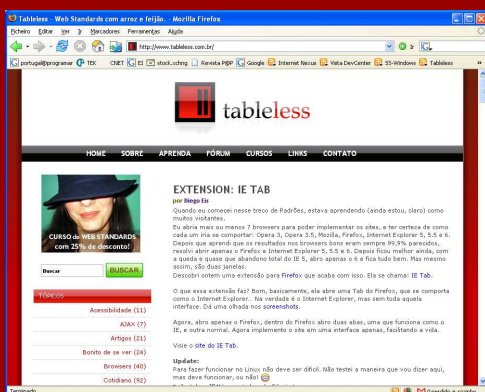 Tableless - Web Standards com arroz e feijão. - Mozilla Firefox
Ficheiro Editar Ver Ir Marcadores Ferramentas Ajuda
http://www.tableless.com.br/
portugal@programar TEK CNET EI stock.xchng Revista P@P Google Internet Nexus Vista DevCenter SS-Windows Tableless
tableless
HOME SOBRE APRENDA FÓRUM CURSOS LINKS CONTATO
CURSO de WEB STANDARDS
com 25% de desconto!
Buscar BUSCAR
TÓPICOS
Acessibilidade (11)
AJAX (7)
Artigos (21)
Bonito de se ver (24)
Browsers (40)
Cotidiano (92)
EXTENSION: IE TAB
por Diego Eis
Quando eu comecei nesse treco de Padrões, estava aprendendo (ainda estou, claro) como
muitos visitantes.
Eu abria mais ou menos 7 browsers para poder implementar os sites, e ter certeza de como
cada um iria se comportar: Opera 3, Opera 3.5, Mozilla, Firefox, Internet Explorer 5, 5.5 e 6.
Depois que aprendi que os resultados nos browsers bons eram sempre 99,9% parecidos,
resolvi abrir apenas o Firefox e Internet Explorer 5, 5.5 e 6. Depois ficou melhor ainda, com
a queda e quase que abandono total do IE 5, abro apenas o 6 e fica tudo bem. Mas mesmo
assim, são duas janelas.
Descobri ontem uma extensão para Firefox que acaba com isso. Ela se chama: IE Tab.
O que essa extensão faz? Bom, basicamente, ela abre uma Tab do Firefox, que se comporta
como o Internet Explorer... Na verdade é o Internet Explorer, mas sem toda aquela
interface. Dá uma olhada nos screenshots.
Agora, abro apenas o Firefox, dentro do Firefox abro duas abas, uma que funciona como o
IE, e outra normal. Agora implemento o site em uma interface apenas, facilitando a vida.
Visie o site do IE Tab.
Update:
Para fazer funcionar no Linux não deve ser difícil. Não testei a maneira que vou dizer aqui,
mas deve funcionar, ou não!
Terminado